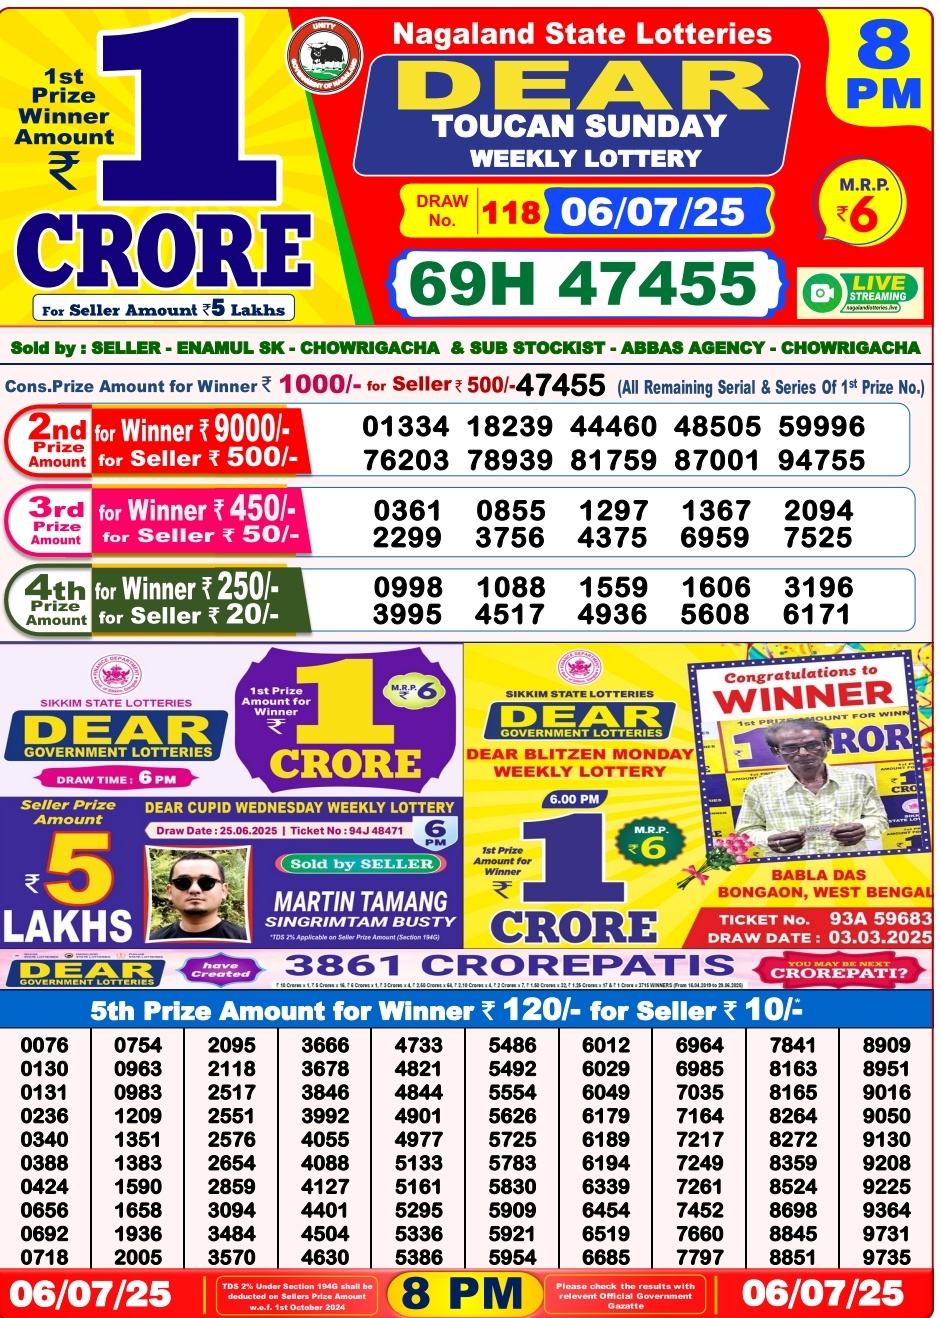 1st
Prize
Winner
Amount
₹
1
CRORE
For Seller Amount ₹5 Lakhs
UNITY
GOVERNMENT OF NAGALAND
Nagaland State Lotteries
DEAR
TOUCAN SUNDAY
WEEKLY LOTTERY
8
PM
DRAW
No.
118
06/07/25
M.R.P.
₹6
69H 47455
LIVE
STREAMING
nagalandlotteries.live
Sold by : SELLER - ENAMUL SK - CHOWRIGACHA & SUB STOCKIST - ABBAS AGENCY - CHOWRIGACHA
Cons.Prize Amount for Winner ₹ 1000/- for Seller ₹ 500/- 47455 (All Remaining Serial & Series Of 1st Prize No.)
2nd
Prize
Amount
for Winner ₹ 9000/-
for Seller ₹ 500/-
01334 18239 44460 48505 59996
76203 78939 81759 87001 94755
3rd
Prize
Amount
for Winner ₹ 450/-
for Seller ₹ 50/-
0361 0855 1297 1367 2094
2299 3756 4375 6959 7525
4th
Prize
Amount
for Winner ₹ 250/-
for Seller ₹ 20/-
0998 1088 1559 1606 3196
3995 4517 4936 5608 6171
SIKKIM STATE LOTTERIES
DEAR
GOVERNMENT LOTTERIES
DRAW TIME : 6 PM
1st Prize
Amount for
Winner
₹
1
CRORE
M.R.P. ₹6
Seller Prize
Amount
₹5
LAKHS
DEAR CUPID WEDNESDAY WEEKLY LOTTERY
Draw Date : 25.06.2025 | Ticket No : 94J 48471
6
PM
Sold by SELLER
MARTIN TAMANG
SINGRIMTAM BUSTY
*TDS 2% Applicable on Seller Prize Amount (Section 194G)
SIKKIM STATE LOTTERIES
DEAR
GOVERNMENT LOTTERIES
DEAR BLITZEN MONDAY
WEEKLY LOTTERY
6.00 PM
1st Prize
Amount for
Winner
₹
1
CRORE
M.R.P.
₹6
Congratulations to
WINNER
BABLA DAS
BONGAON, WEST BENGAL
TICKET No. 93A 59683
DRAW DATE : 03.03.2025
DEAR
GOVERNMENT LOTTERIES
have
Created
3861 CROREPATIS
YOU MAY BE NEXT
CROREPATI?
5th Prize Amount for Winner ₹ 120/- for Seller ₹ 10/-*
0076 0754 2095 3666 4733 5486 6012 6964 7841 8909
0130 0963 2118 3678 4821 5492 6029 6985 8163 8951
0131 0983 2517 3846 4844 5554 6049 7035 8165 9016
0236 1209 2551 3992 4901 5626 6179 7164 8264 9050
0340 1351 2576 4055 4977 5725 6189 7217 8272 9130
0388 1383 2654 4088 5133 5783 6194 7249 8359 9208
0424 1590 2859 4127 5161 5830 6339 7261 8524 9225
0656 1658 3094 4401 5295 5909 6454 7452 8698 9364
0692 1936 3484 4504 5336 5921 6519 7660 8845 9731
0718 2005 3570 4630 5386 5954 6685 7797 8851 9735
06/07/25
TDS 2% Under Section 194G shall be
deducted on Sellers Prize Amount
w.e.f. 1st October 2024
8 PM
Please check the results with
relevent Official Government
Gazatte
06/07/25